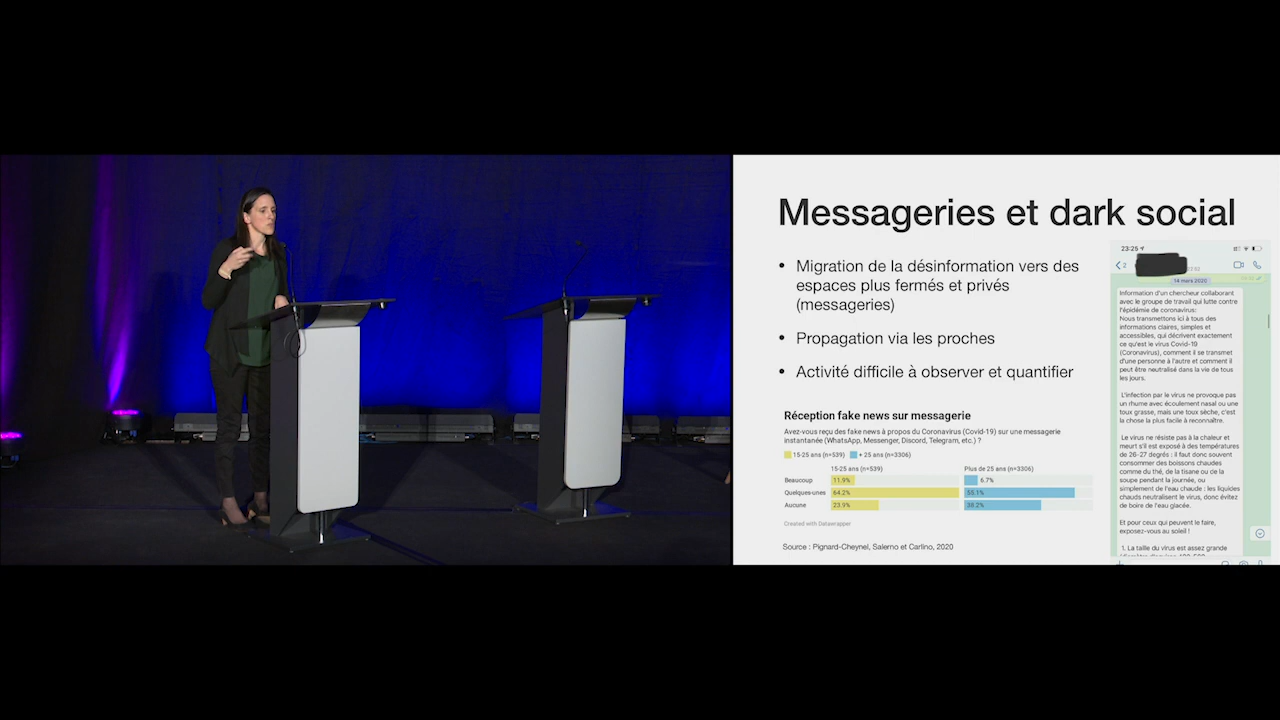 Messageries et dark social
• Migration de la désinformation vers des
espaces plus fermés et privés
(messageries)
• Propagation via les proches
• Activité difficile à observer et quantifier
Réception fake news sur messagerie
Avez-vous reçu des fake news à propos du Coronavirus (Covid-19) sur une messagerie
instantanée (WhatsApp, Messenger, Discord, Telegram, etc.) ?
15-25 ans (n=539) + 25 ans (n=3306)
15-25 ans (n=539) Plus de 25 ans (n=3306)
Beaucoup 11.9% 6.7%
Quelques-unes 64.2% 55.1%
Aucune 23.9% 38.2%
Created with Datawrapper
Source : Pignard-Cheynel, Salerno et Carlino, 2020
23:25
2
14 mars 2020
Information d'un chercheur collaborant
avec le groupe de travail qui lutte contre
l'épidémie de coronavirus:
Nous transmettons ici à tous des
informations claires, simples et
accessibles, qui décrivent exactement
ce qu'est le virus Covid-19
(Coronavirus), comment il se transmet
d'une personne à l'autre et comment il
peut être neutralisé dans la vie de tous
les jours.
L'infection par le virus ne provoque pas
un rhume avec écoulement nasal ou une
toux grasse, mais une toux sèche, c'est
la chose la plus facile à reconnaître.
Le virus ne résiste pas à la chaleur et
meurt s'il est exposé à des températures
de 26-27 degrés : il faut donc souvent
consommer des boissons chaudes
comme du thé, de la tisane ou de la
soupe pendant la journée, ou
simplement de l'eau chaude : les liquides
chauds neutralisent le virus, donc évitez
de boire de l'eau glacée.
Et pour ceux qui peuvent le faire,
exposez-vous au soleil !
1. La taille du virus est assez grande